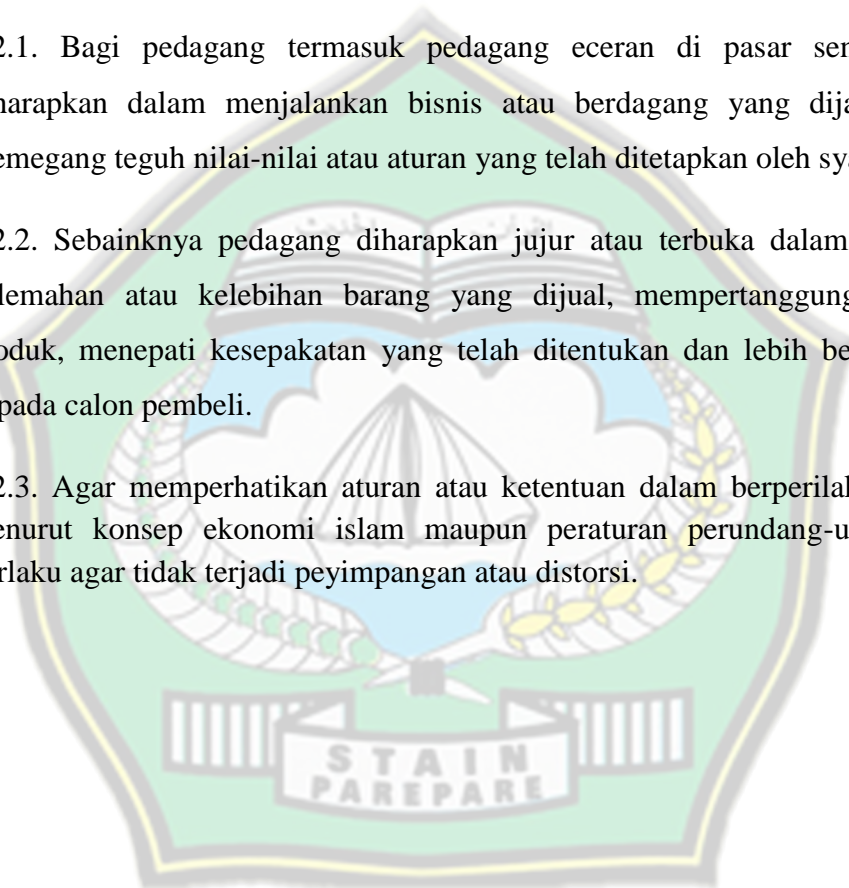 2.1. Bagi pedagang termasuk pedagang eceran di pasar sen
harapkan dalam menjalankan bisnis atau berdagang yang dija
emegang teguh nilai-nilai atau aturan yang telah ditetapkan oleh sya
2.2. Sebainknya pedagang diharapkan jujur atau terbuka dalam
lemahan atau kelebihan barang yang dijual, mempertanggung
oduk, menepati kesepakatan yang telah ditentukan dan lebih be
pada calon pembeli.
2.3. Agar memperhatikan aturan atau ketentuan dalam berperilak
enurut konsep ekonomi islam maupun peraturan perundang-u
rlaku agar tidak terjadi peyimpangan atau distorsi.
STAIN
PAREPARE